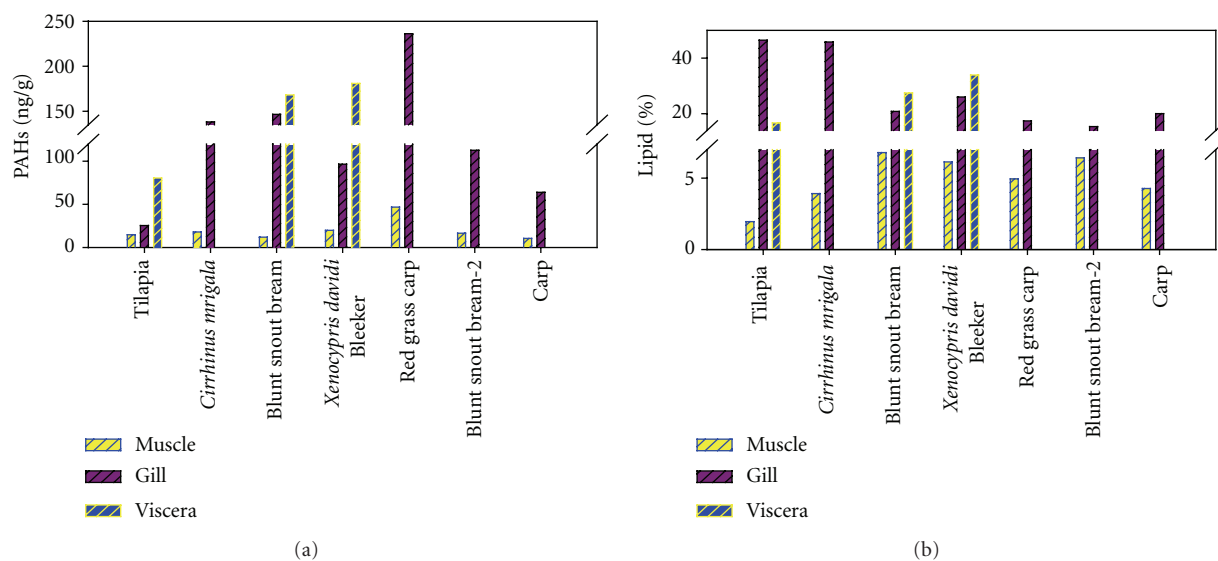 250
200
150
100
50
0
PAHs (ng/g)
Tilapia
Cirrhinus mrigala
Blunt snout bream
Xenocypris davidi
Bleeker
Red grass carp
Blunt snout bream-2
Carp
Muscle
Gill
Viscera
(a)
40
20
5
0
Lipid (%)
Tilapia
Cirrhinus mrigala
Blunt snout bream
Xenocypris davidi
Bleeker
Red grass carp
Blunt snout bream-2
Carp
Muscle
Gill
Viscera
(b)